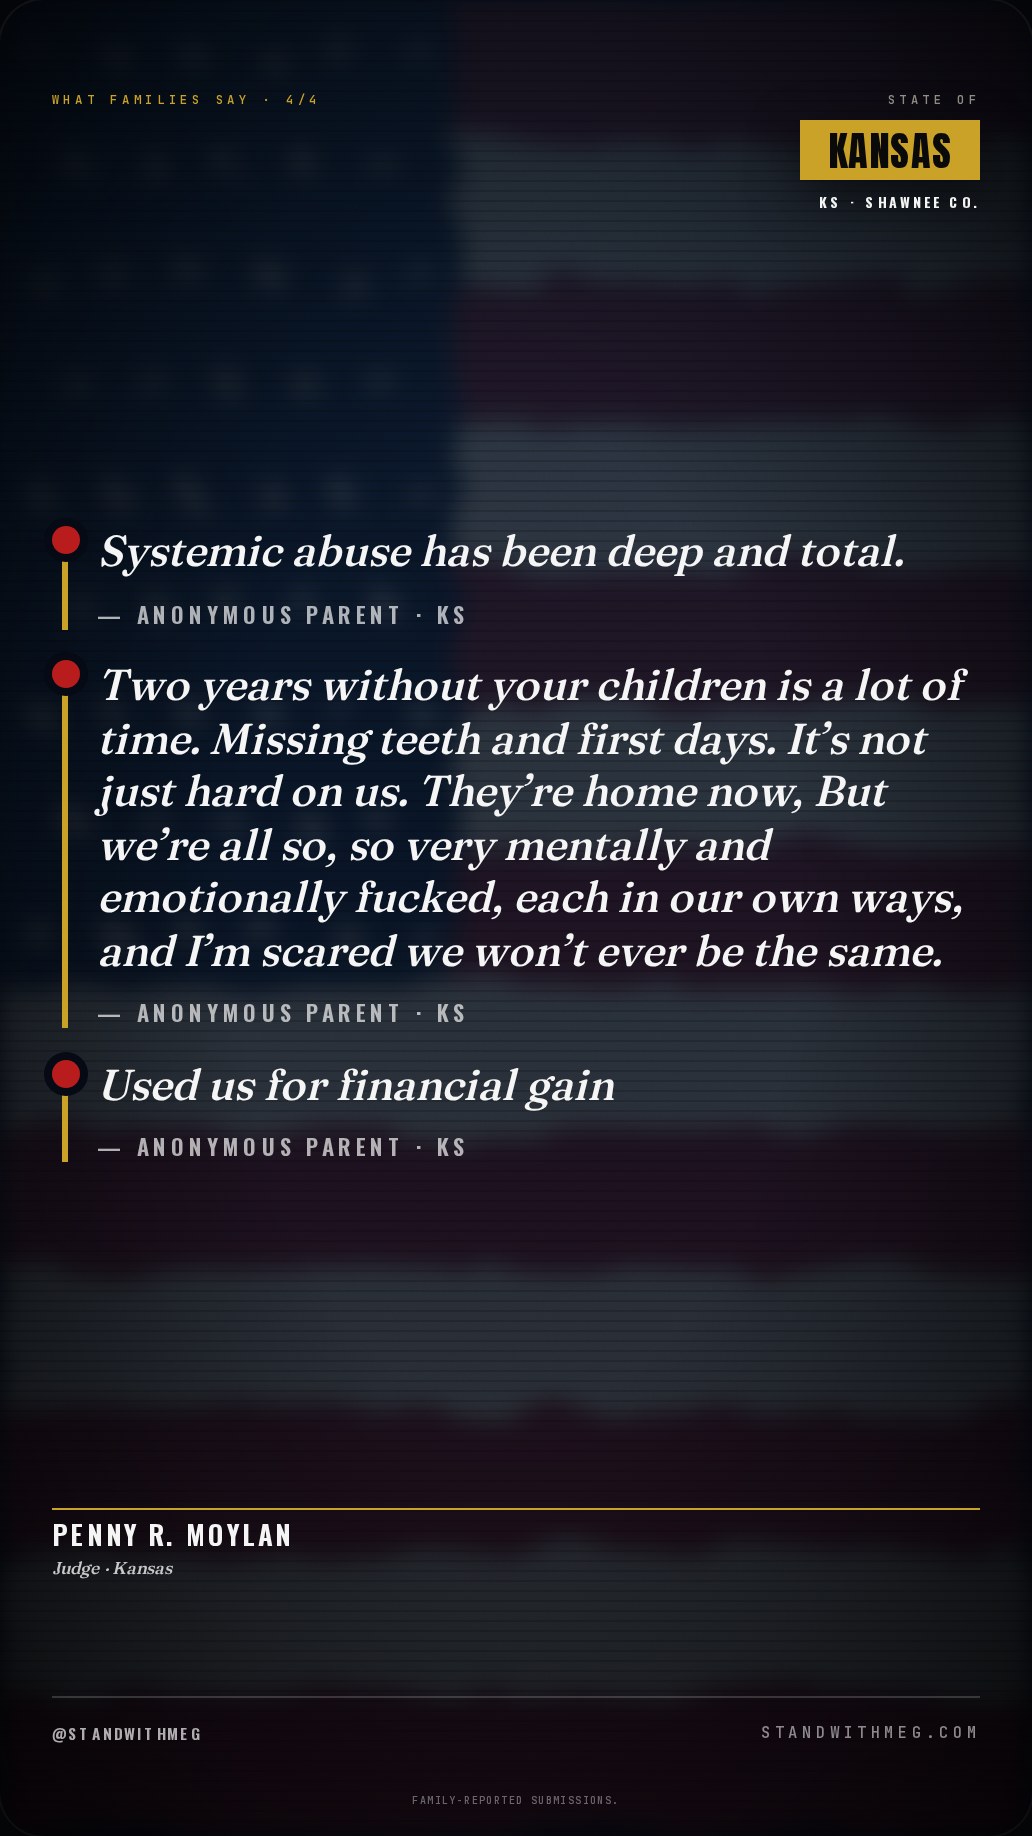 WHAT FAMILIES SAY · 4/4
STATE OF
KANSAS
KS · SHAWNEE CO.
Systemic abuse has been deep and total.
— ANONYMOUS PARENT · KS
Two years without your children is a lot of
time. Missing teeth and first days. It’s not
just hard on us. They’re home now, But
we’re all so, so very mentally and
emotionally fucked, each in our own ways,
and I’m scared we won’t ever be the same.
— ANONYMOUS PARENT · KS
Used us for financial gain
— ANONYMOUS PARENT · KS
PENNY R. MOYLAN
Judge · Kansas
@STANDWITHMEG
STANDWITHMEG.COM
FAMILY-REPORTED SUBMISSIONS.